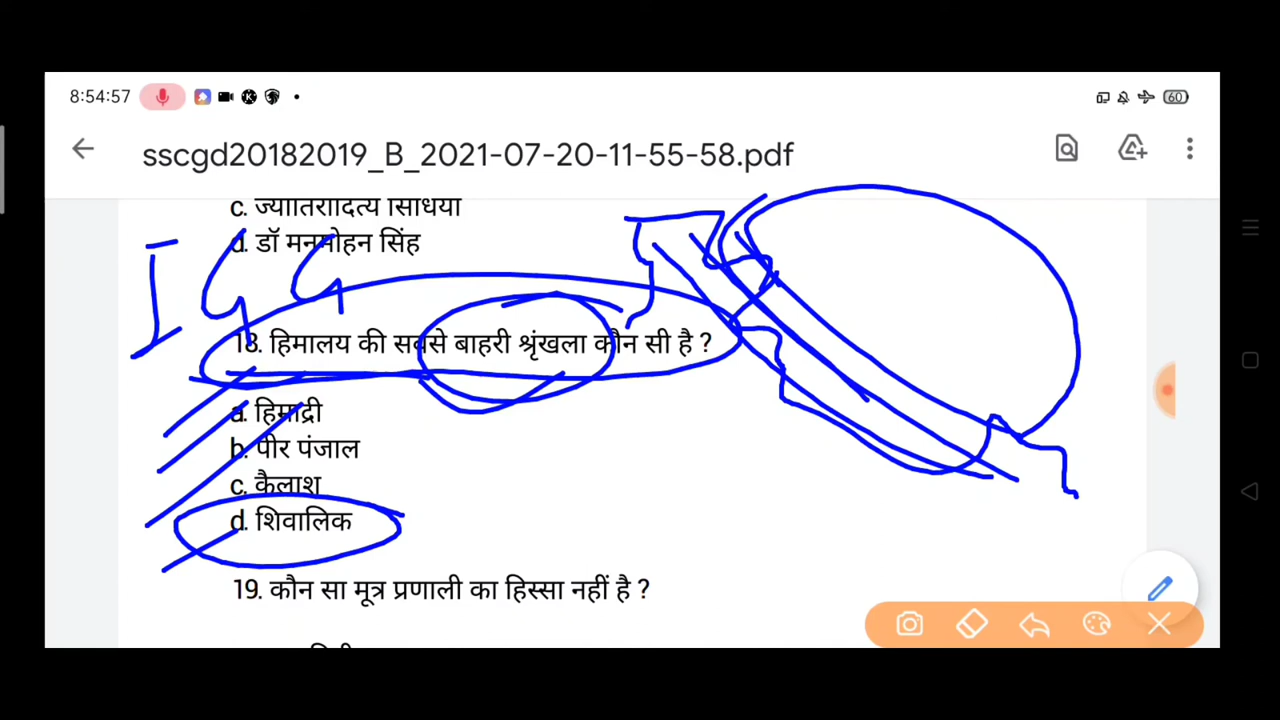 8:54:57
60
sscgd20182019_B_2021-07-20-11-55-58.pdf
c. ज्योतिरादित्य सिंधिया
d. डॉ मनमोहन सिंह
18. हिमालय की सबसे बाहरी श्रृंखला कौन सी है ?
a. हिमाद्री
b. पीर पंजाल
c. कैलाश
d. शिवालिक
19. कौन सा मूत्र प्रणाली का हिस्सा नहीं है ?